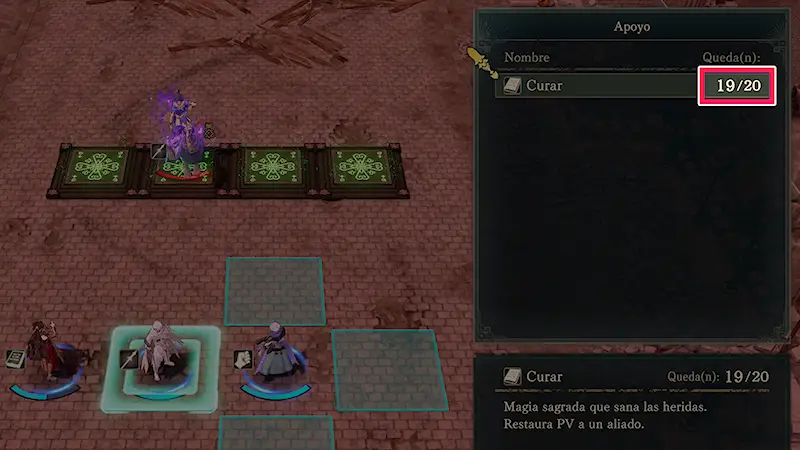 Apoyo
Nombre Queda(n):
Curar 19/20
Curar Queda(n): 19/20
Magia sagrada que sana las heridas.
Restaura PV a un aliado.